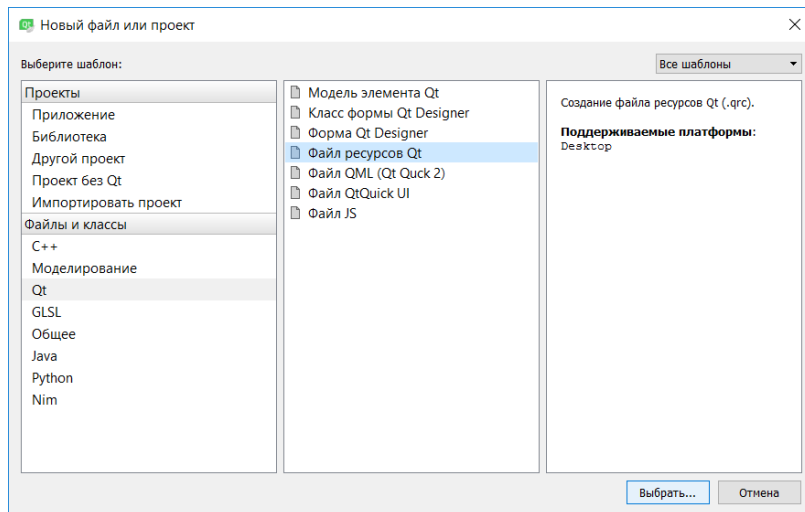 Новый файл или проект
Выберите шаблон:
Все шаблоны
Проекты
Приложение
Библиотека
Другой проект
Проект без Qt
Импортировать проект
Файлы и классы
C++
Моделирование
Qt
GLSL
Общее
Java
Python
Nim
Модель элемента Qt
Класс формы Qt Designer
Форма Qt Designer
Файл ресурсов Qt
Файл QML (Qt Quck 2)
Файл QtQuick UI
Файл JS
Создание файла ресурсов Qt (.qrc).
Поддерживаемые платформы:
Desktop
Выбрать...
Отмена